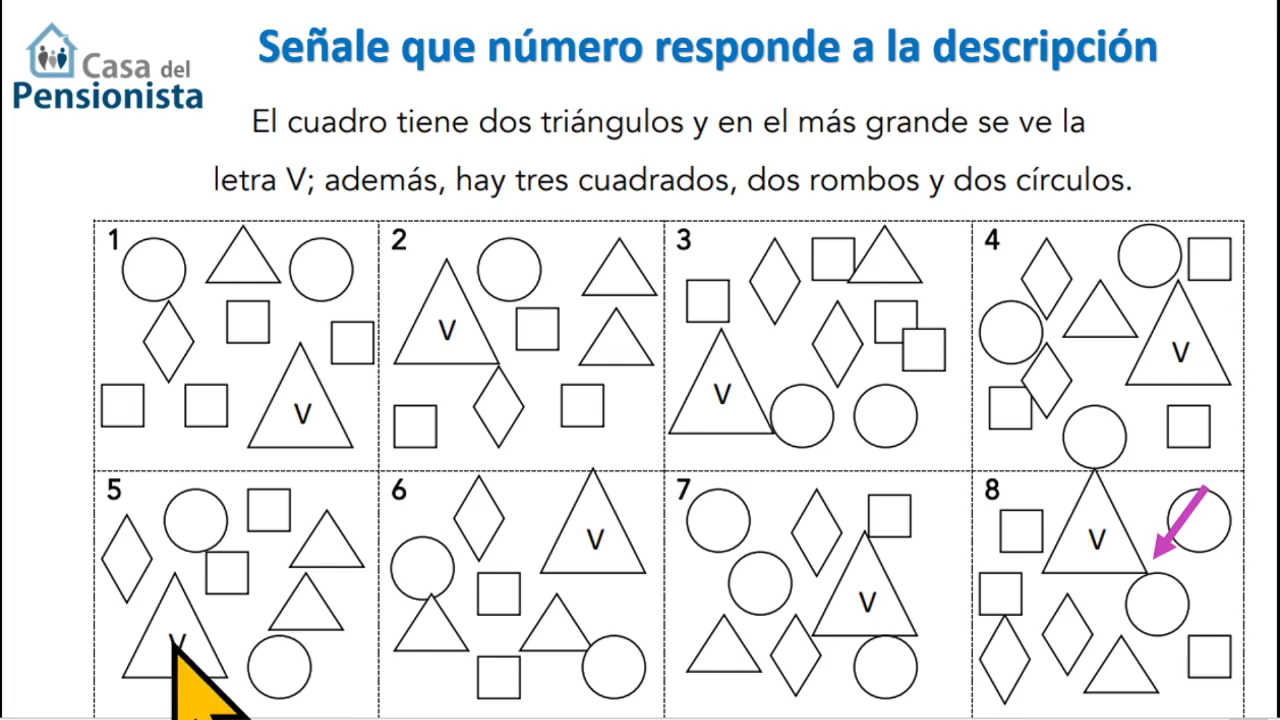 Casa del
Pensionista
Señale que número responde a la descripción
El cuadro tiene dos triángulos y en el más grande se ve la
letra V; además, hay tres cuadrados, dos rombos y dos círculos.
1 2 3 4
V V V V
5 6 7 8
V V V V